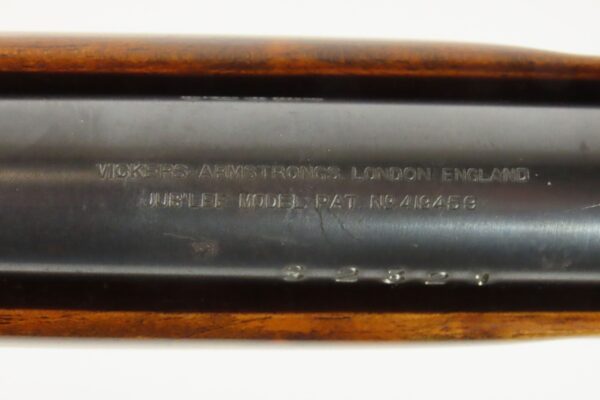 VICKERS-ARMSTRONGS. LONDON ENGLAND
JUBILEE MODEL PAT. No. 419459